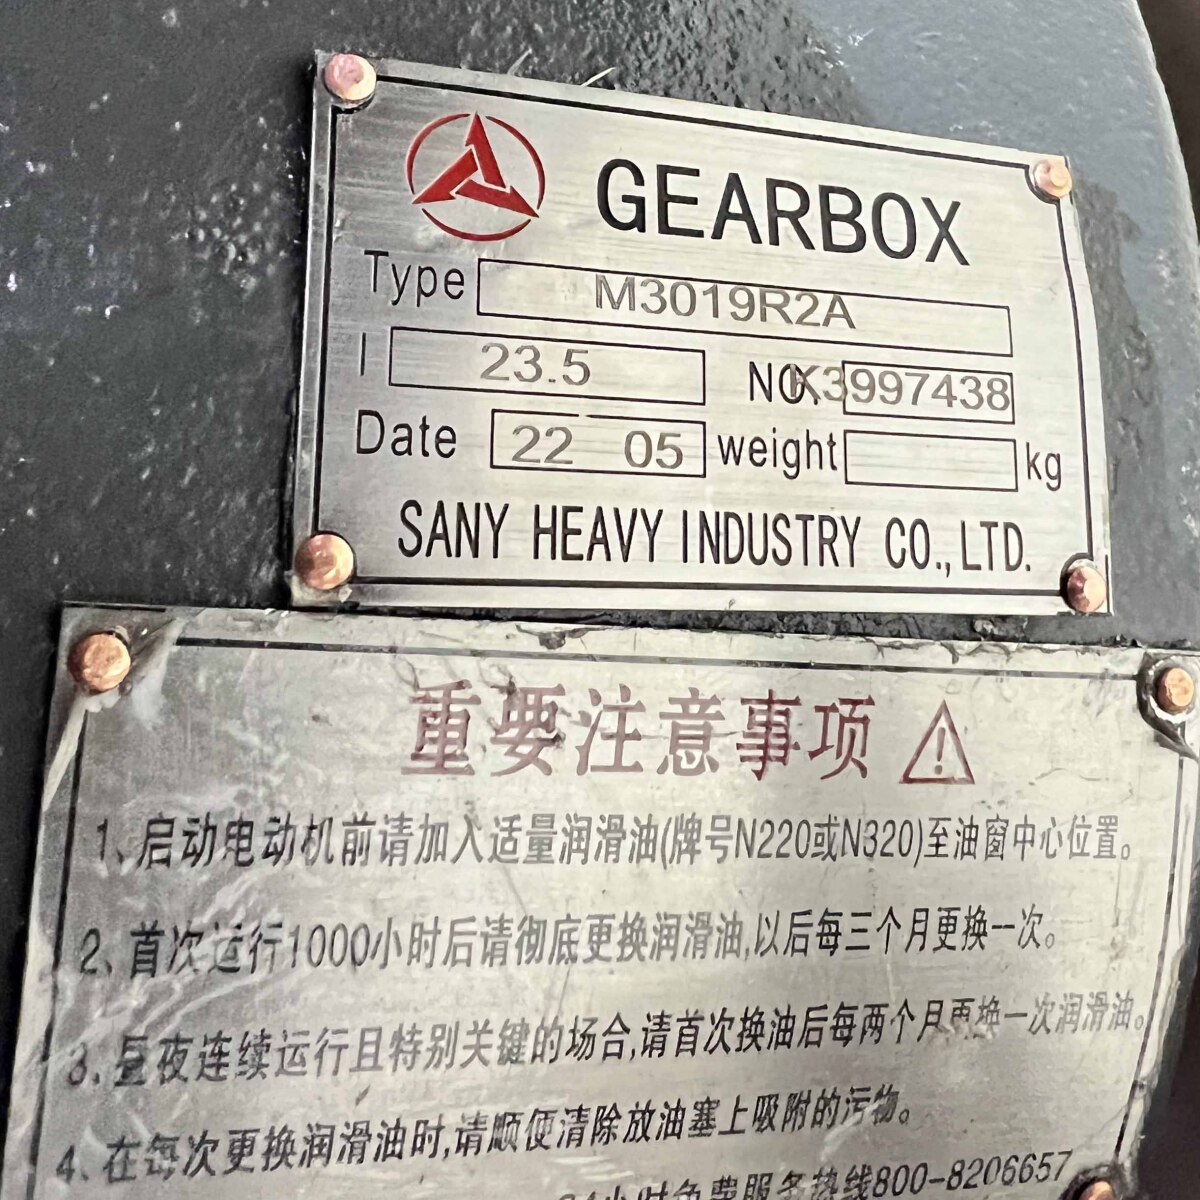 GEARBOX
Type M3019R2A
I 23.5 NO. K3997438
Date 22 05 weight kg
SANY HEAVY INDUSTRY CO., LTD.
重要注意事项
1、启动电动机前请加入适量润滑油(牌号N220或N320)至油窗中心位置。
2、首次运行1000小时后请彻底更换润滑油,以后每三个月更换一次。
3、昼夜连续运行且特别关键的场合,请首次换油后每两个月更换一次润滑油。
4、在每次更换润滑油时,请顺便清除放油塞上吸附的污物。
24小时免费服务热线800-8206657